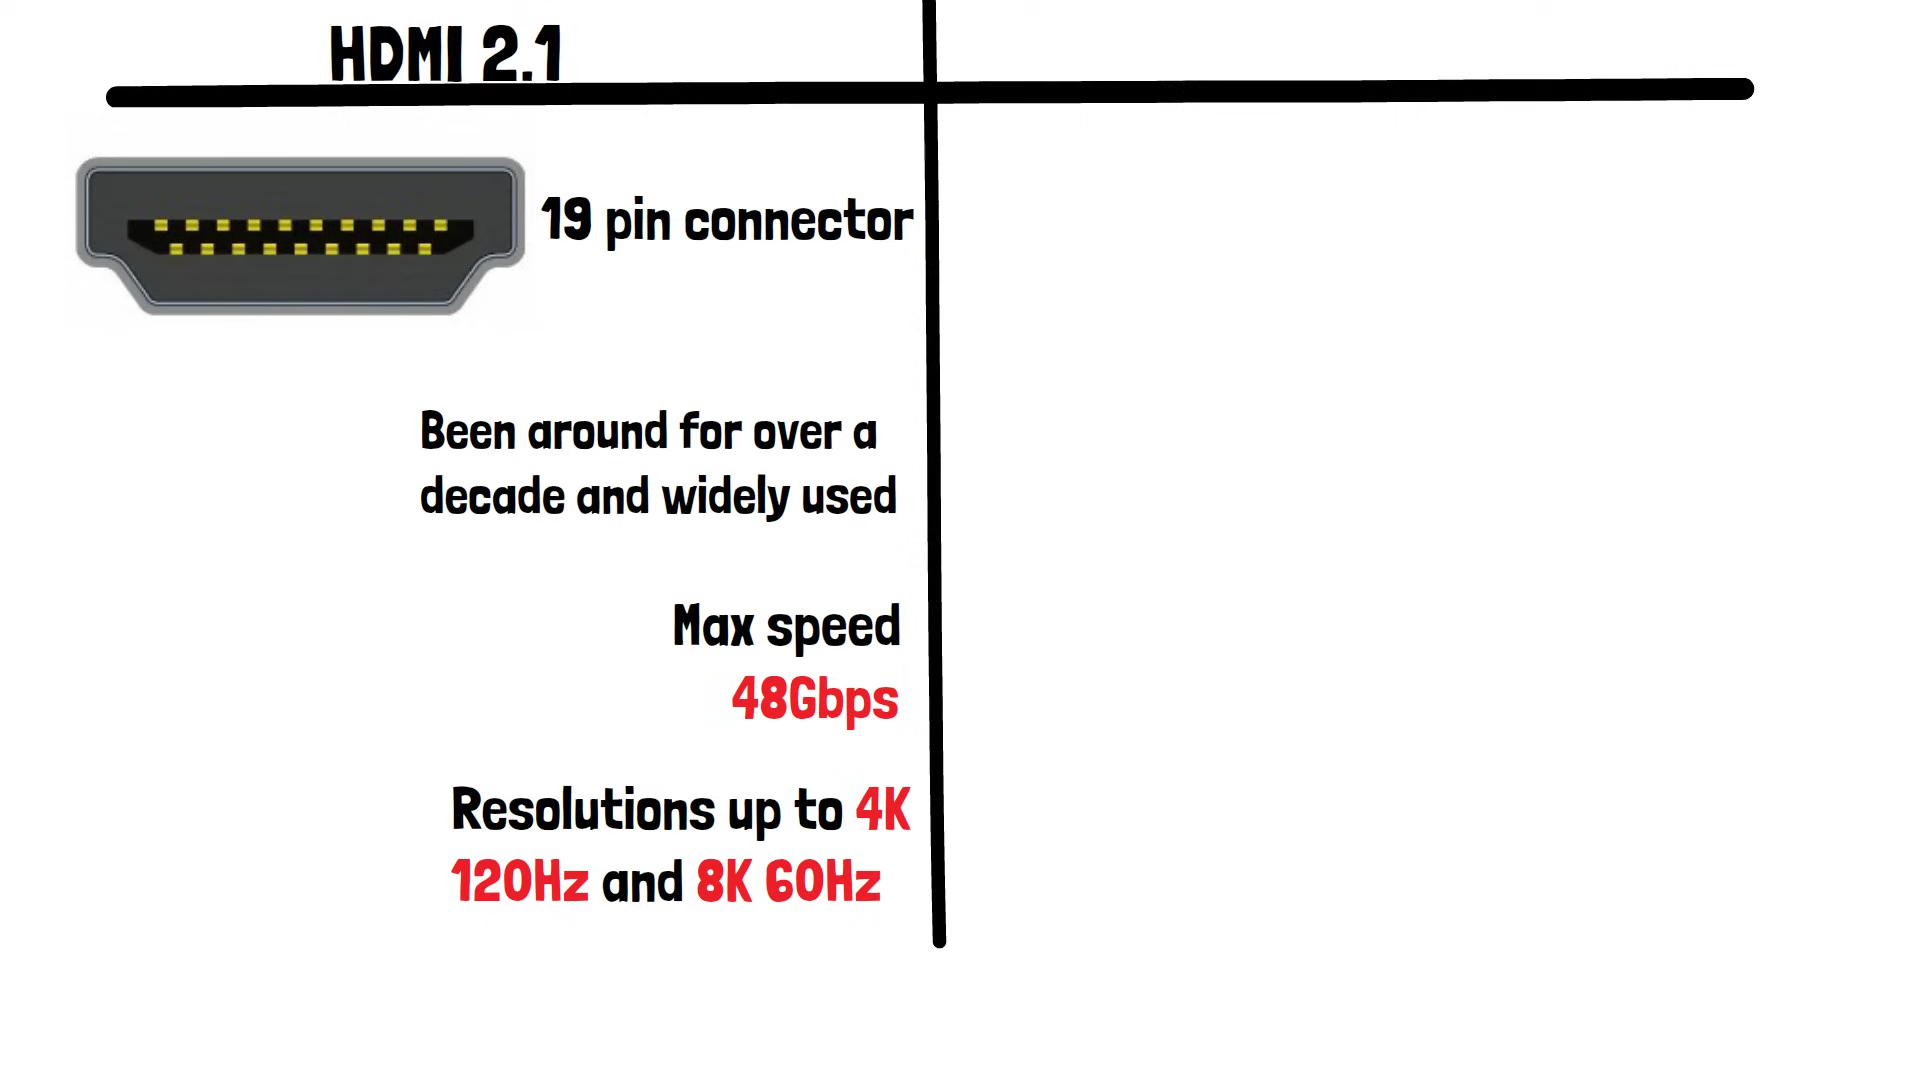 HDMI 2.1
19 pin connector
Been around for over a
decade and widely used
Max speed
48Gbps
Resolutions up to 4K
120Hz and 8K 60Hz